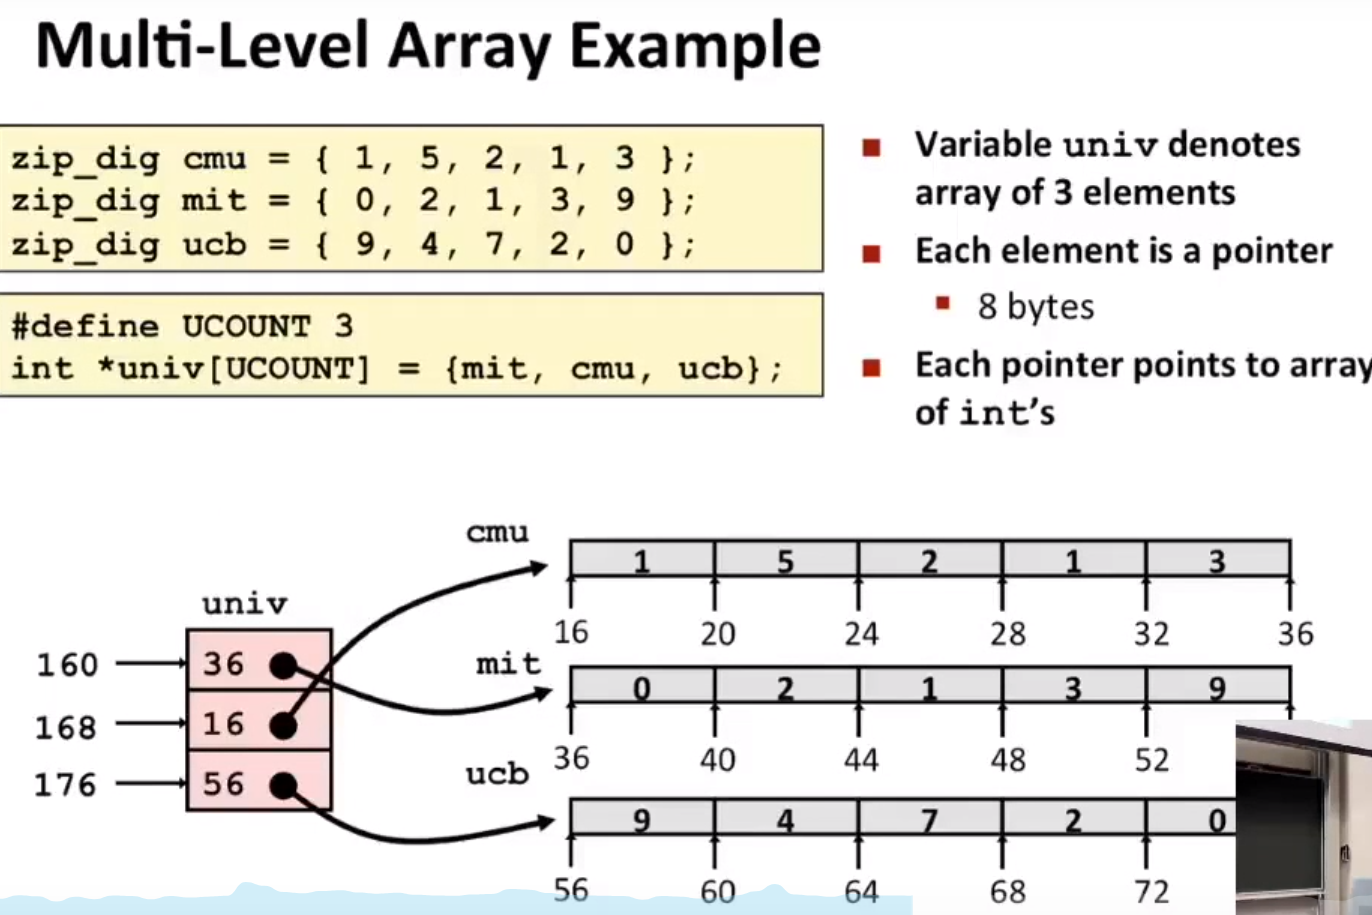 Multi-Level Array Example
zip_dig cmu = { 1, 5, 2, 1, 3 };
zip_dig mit = { 0, 2, 1, 3, 9 };
zip_dig ucb = { 9, 4, 7, 2, 0 };
#define UCOUNT 3
int *univ[UCOUNT] = {mit, cmu, ucb};
Variable univ denotes
array of 3 elements
Each element is a pointer
8 bytes
Each pointer points to array
of int's
cmu
1 5 2 1 3
16 20 24 28 32 36
univ
160 36
168 16
176 56
mit
0 2 1 3 9
36 40 44 48 52
ucb
9 4 7 2 0
56 60 64 68 72